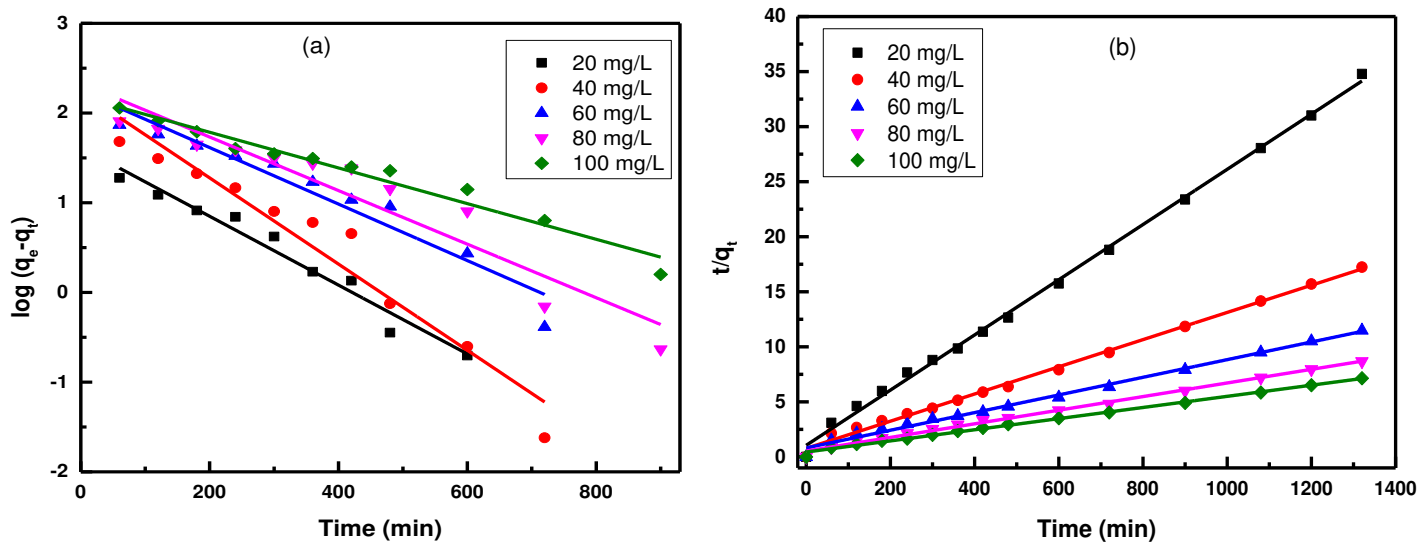 (a)
20 mg/L
40 mg/L
60 mg/L
80 mg/L
100 mg/L
3
2
1
0
-1
-2
log (qe-qt)
0 200 400 600 800
Time (min)
(b)
20 mg/L
40 mg/L
60 mg/L
80 mg/L
100 mg/L
40
35
30
25
20
15
10
5
0
t/qt
0 200 400 600 800 1000 1200 1400
Time (min)